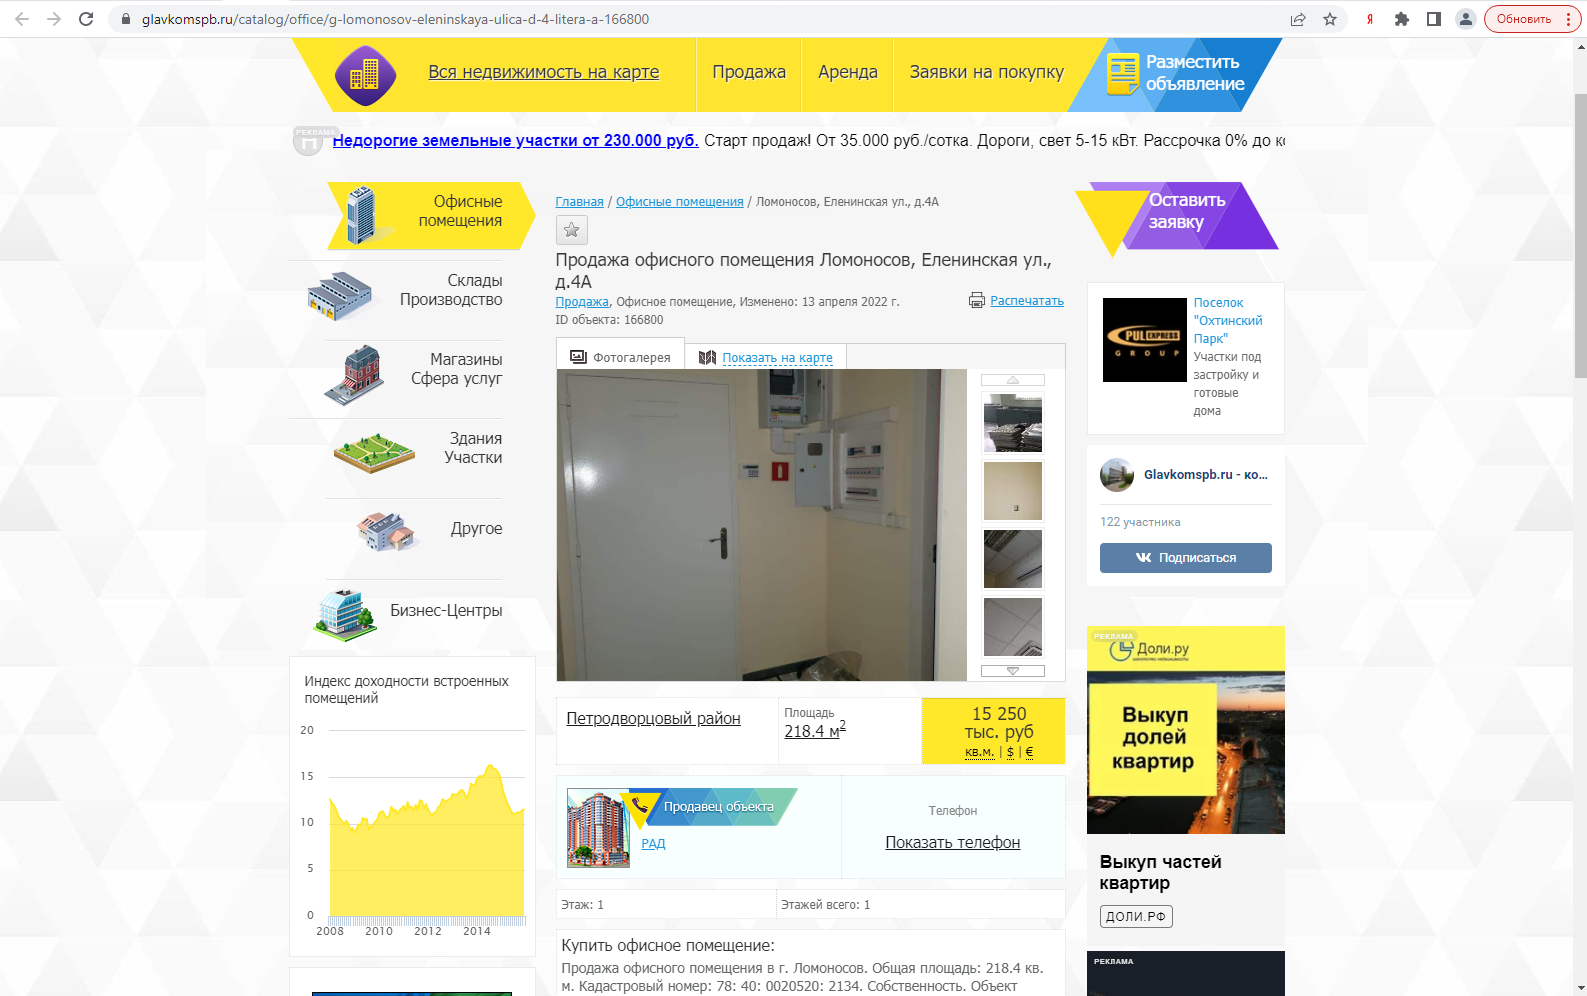 glavkomspb.ru/catalog/office/g-lomonosov-eleninskaya-ulica-d-4-litera-a-166800
Я
Обновить
Вся недвижимость на карте
Продажа
Аренда
Заявки на покупку
Разместить
объявление
РЕКЛАМА
Недорогие земельные участки от 230.000 руб. Старт продаж! От 35.000 руб./сотка. Дороги, свет 5-15 кВт. Рассрочка 0% до
Офисные
помещения
Склады
Производство
Магазины
Сфера услуг
Здания
Участки
Другое
Бизнес-Центры
Индекс доходности встроенных
помещений
20
15
10
5
0
2008 2010 2012 2014
Главная / Офисные помещения / Ломоносов, Еленинская ул., д.4А
Продажа офисного помещения Ломоносов, Еленинская ул.,
д.4А
Продажа, Офисное помещение, Изменено: 13 апреля 2022 г.
Распечатать
ID объекта: 166800
Фотогалерея
Показать на карте
Петродворцовый район
Площадь
218.4 м2
15 250
тыс. руб
кв.м. | $ | €
Продавец объекта
РАД
Телефон
Показать телефон
Этаж: 1
Этажей всего: 1
Купить офисное помещение:
Продажа офисного помещения в г. Ломоносов. Общая площадь: 218.4 кв.
м. Кадастровый номер: 78: 40: 0020520: 2134. Собственность. Объект
Оставить
заявку
PULEXPRESS
GROUP
Поселок
"Охтинский
Парк"
Участки под
застройку и
готовые
дома
Glavkomspb.ru - ко...
122 участника
Подписаться
РЕКЛАМА
Доли.ру
агентство недвижимости
Выкуп
долей
квартир
Выкуп частей
квартир
ДОЛИ.РФ
РЕКЛАМА